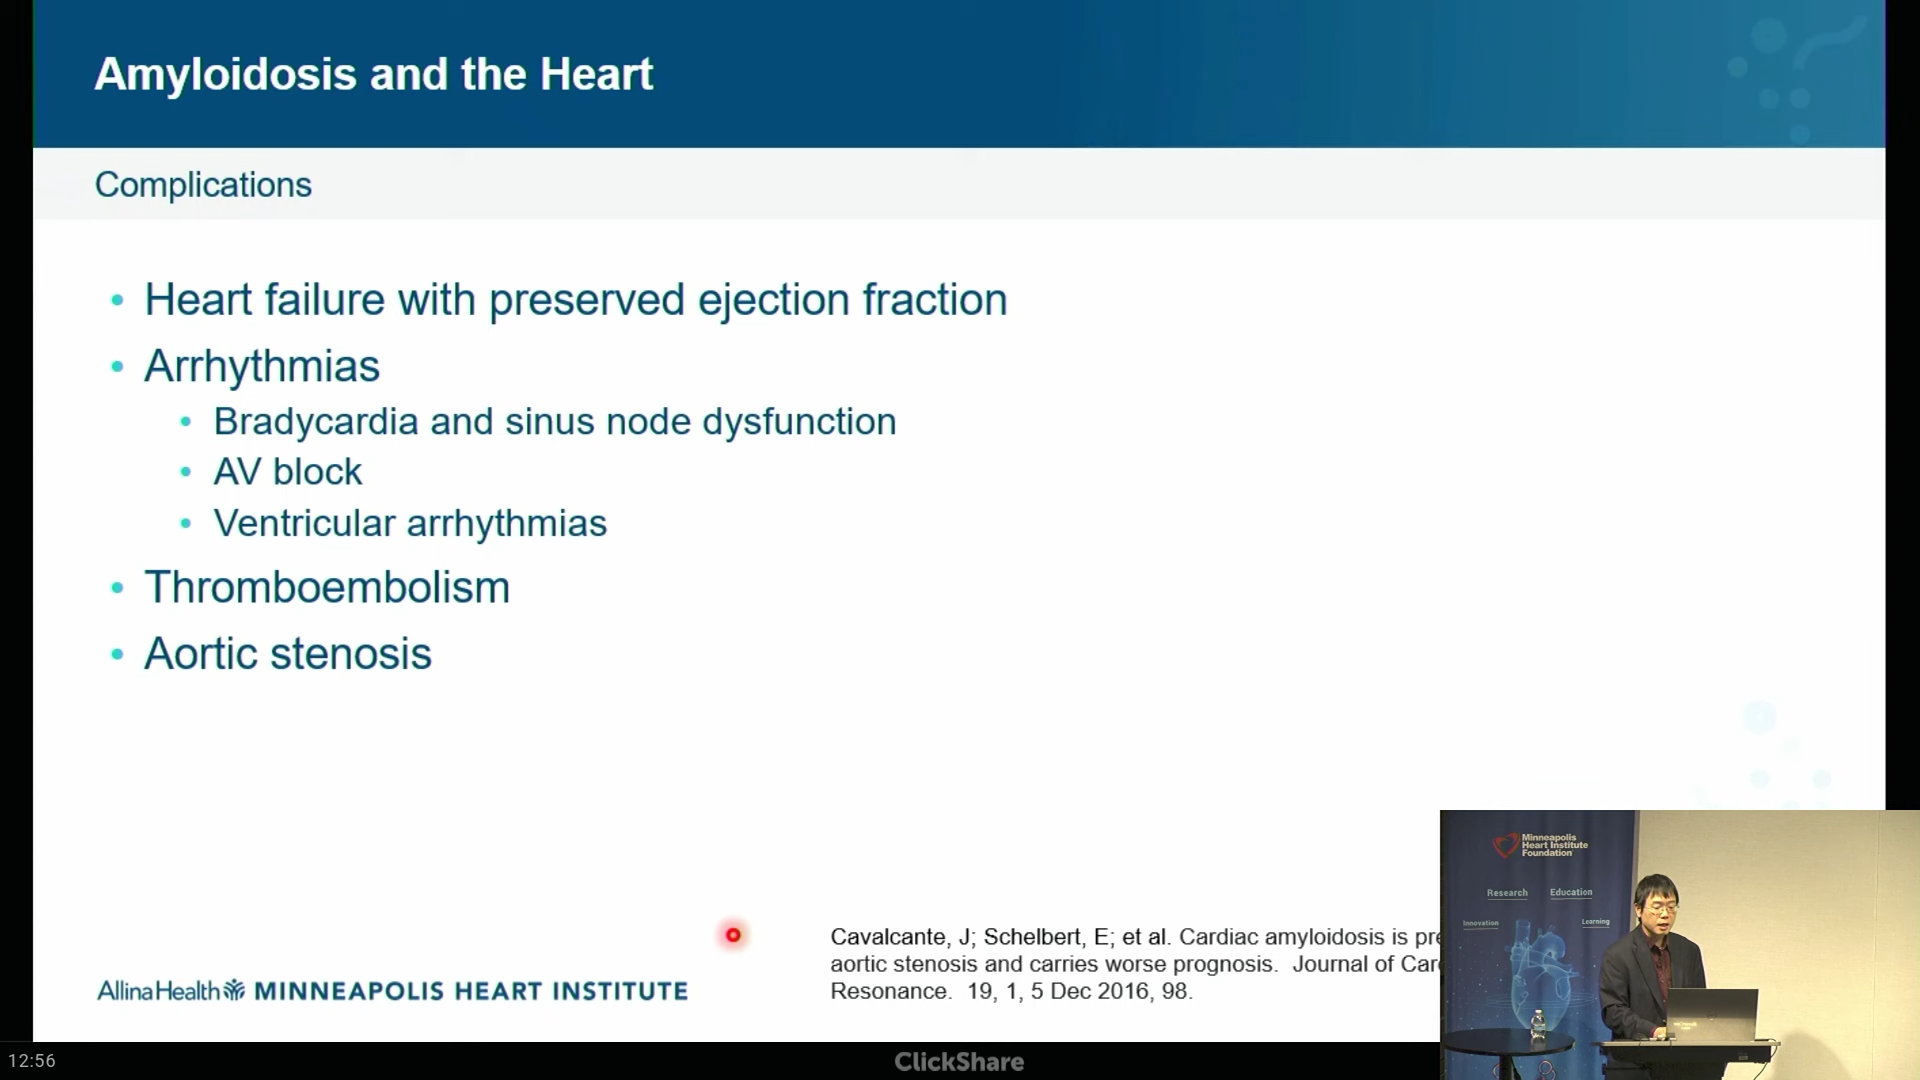 Amyloidosis and the Heart
Complications
• Heart failure with preserved ejection fraction
• Arrhythmias
• Bradycardia and sinus node dysfunction
• AV block
• Ventricular arrhythmias
• Thromboembolism
• Aortic stenosis
Cavalcante, J; Schelbert, E; et al. Cardiac amyloidosis is pre
aortic stenosis and carries worse prognosis. Journal of Car
Resonance. 19, 1, 5 Dec 2016, 98.
AllinaHealth MINNEAPOLIS HEART INSTITUTE
Minneapolis
Heart Institute
Foundation
Research Education
Innovation Learning
12:56
ClickShare